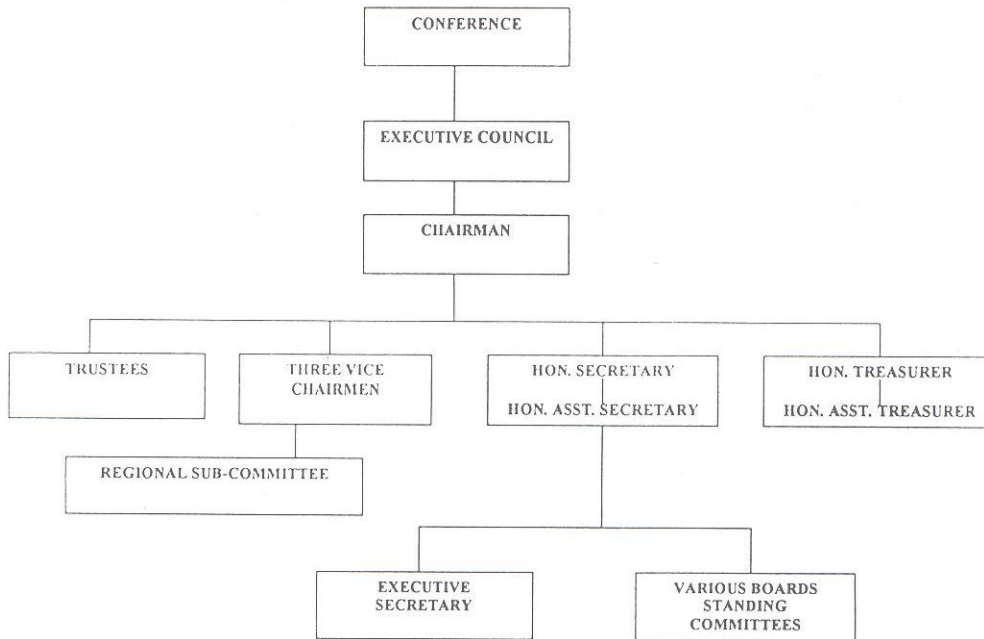 CONFERENCE
EXECUTIVE COUNCIL
CHAIRMAN
TRUSTEES
THREE VICE
CHAIRMEN
HON. SECRETARY
HON. ASST. SECRETARY
HON. TREASURER
HON. ASST. TREASURER
REGIONAL SUB-COMMITTEE
EXECUTIVE
SECRETARY
VARIOUS BOARDS
STANDING
COMMITTEES